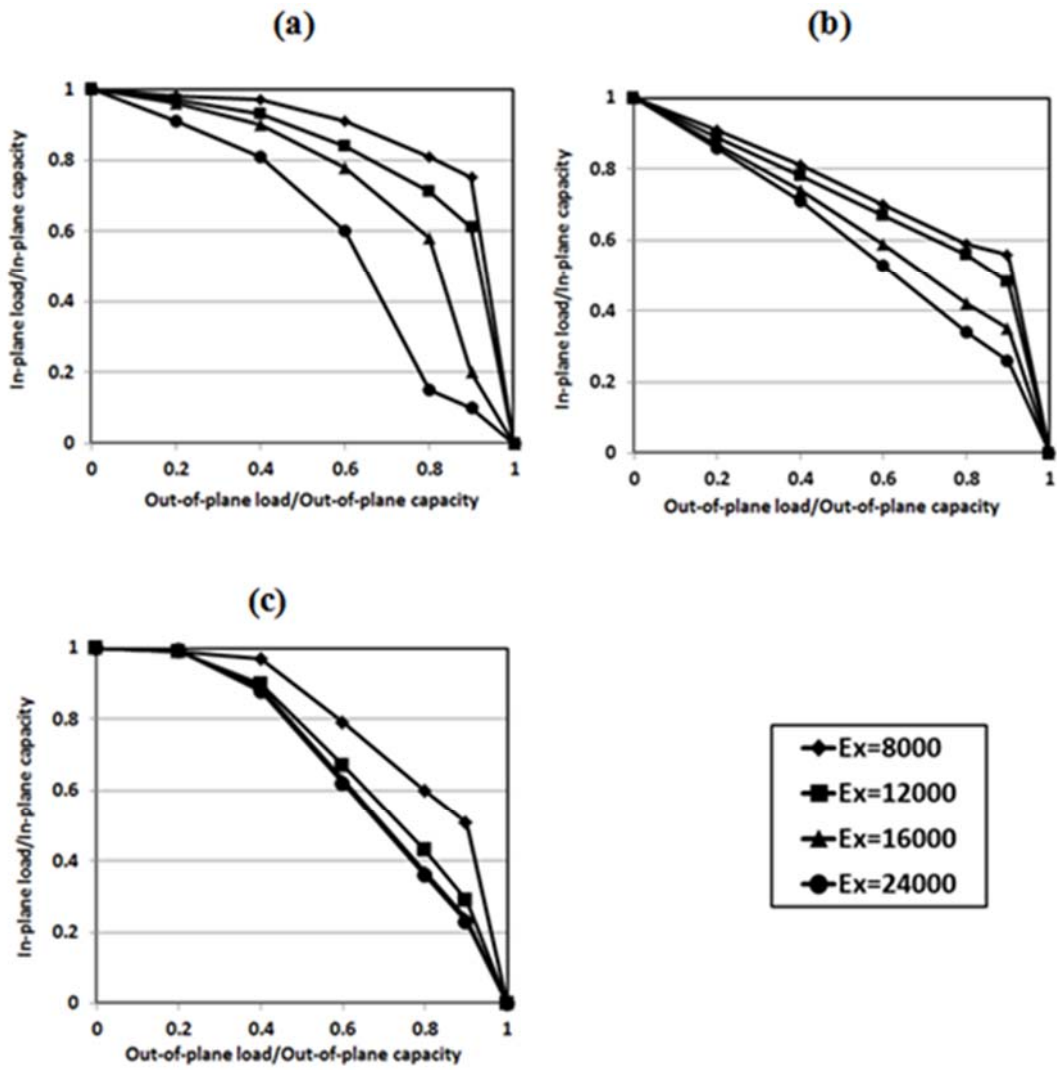 (a)
1
0.8
0.6
0.4
0.2
0
0 0.2 0.4 0.6 0.8 1
In-plane load/In-plane capacity
Out-of-plane load/Out-of-plane capacity
(b)
1
0.8
0.6
0.4
0.2
0
0 0.2 0.4 0.6 0.8 1
In-plane load/In-plane capacity
Out-of-plane load/Out-of-plane capacity
(c)
1
0.8
0.6
0.4
0.2
0
0 0.2 0.4 0.6 0.8 1
In-plane load/In-plane capacity
Out-of-plane load/Out-of-plane capacity
Ex=8000
Ex=12000
Ex=16000
Ex=24000